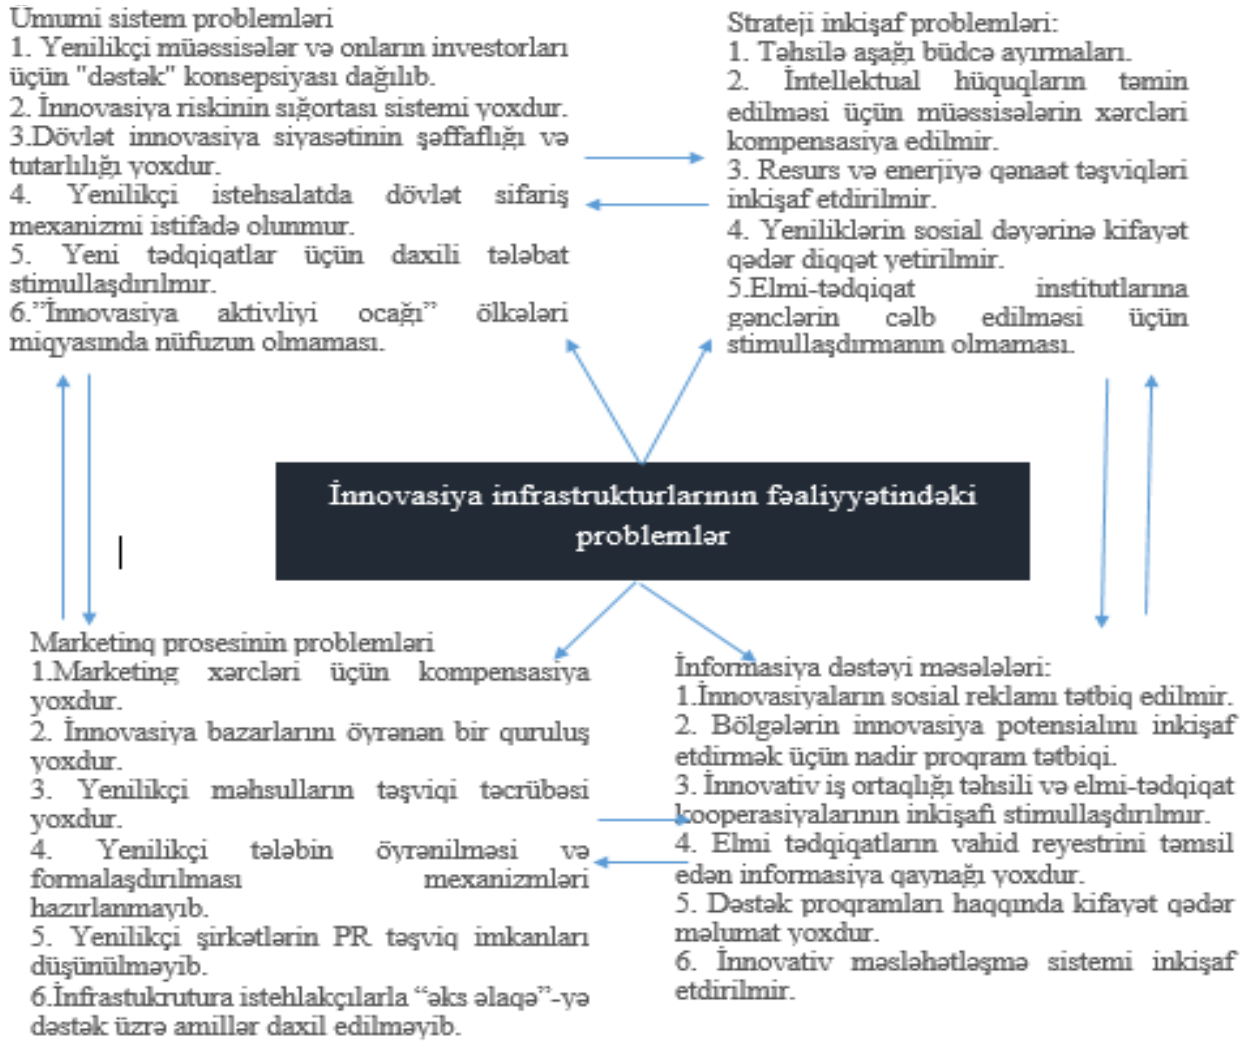 Ümumi sistem problemləri
1. Yenilikçi müəssisələr və onların investorları
üçün "dəstək" konsepsiyası dağılıb.
2. İnnovasiya riskinin sığortası sistemi yoxdur.
3.Dövlət innovasiya siyasətinin şəffaflığı və
tutarlılığı yoxdur.
4. Yenilikçi istehsalatda dövlət sifariş
mexanizmi istifadə olunmur.
5. Yeni tədqiqatlar üçün daxili tələbat
stimullaşdırılmır.
6.”İnnovasiya aktivliyi ocağı” ölkələri
miqyasında nüfuzun olmaması.
Strateji inkişaf problemləri:
1. Təhsilə aşağı büdcə ayırmaları.
2. İntellektual hüquqların təmin
edilməsi üçün müəssisələrin xərcləri
kompensasiya edilmir.
3. Resurs və enerjiyə qənaət təşviqləri
inkişaf etdirilmir.
4. Yeniliklərin sosial dəyərinə kifayət
qədər diqqət yetirilmir.
5.Elmi-tədqiqat institutlarına
gənclərin cəlb edilməsi üçün
stimullaşdırmanın olmaması.
İnnovasiya infrastrukturlarının fəaliyyətindəki
problemlər
Marketinq prosesinin problemləri
1.Marketing xərcləri üçün kompensasiya
yoxdur.
2. İnnovasiya bazarlarını öyrənən bir quruluş
yoxdur.
3. Yenilikçi məhsulların təşviqi təcrübəsi
yoxdur.
4. Yenilikçi tələbin öyrənilməsi və
formalaşdırılması mexanizmləri
hazırlanmayıb.
5. Yenilikçi şirkətlərin PR təşviq imkanları
düşünülməyib.
6.İnfrastukrutura istehlakçılarla “əks əlaqə”-yə
dəstək üzrə amillər daxil edilməyib.
İnformasiya dəstəyi məsələləri:
1.İnnovasiyaların sosial reklamı tətbiq edilmir.
2. Bölgələrin innovasiya potensialını inkişaf
etdirmək üçün nadir proqram tətbiqi.
3. İnnovativ iş ortaqlığı təhsili və elmi-tədqiqat
kooperasiyalarının inkişafı stimullaşdırılmır.
4. Elmi tədqiqatların vahid reyestrini təmsil
edən informasiya qaynağı yoxdur.
5. Dəstək proqramları haqqında kifayət qədər
məlumat yoxdur.
6. İnnovativ məsləhətləşmə sistemi inkişaf
etdirilmir.